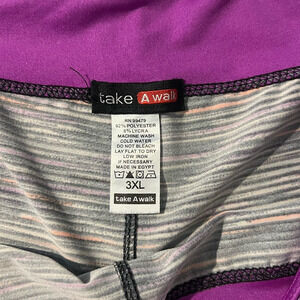 take A walk
RN 99479
92% POLYESTER
8% LYCRA
MACHINE WASH
COLD WATER
DO NOT BLEACH
LAY FLAT TO DRY
LOW IRON
IF NECESSARY
MADE IN EGYPT
3XL
take A walk